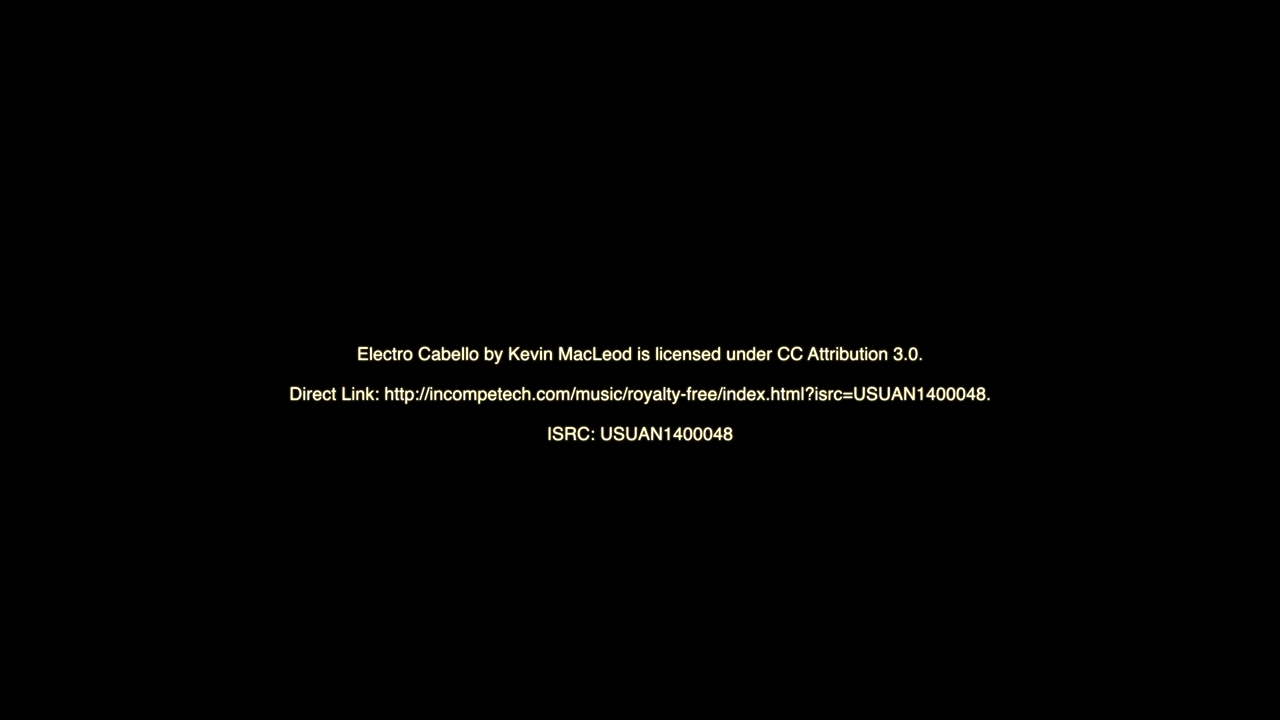 Electro Cabello by Kevin MacLeod is licensed under CC Attribution 3.0.
Direct Link: http://incompetech.com/music/royalty-free/index.html?isrc=USUAN1400048.
ISRC: USUAN1400048